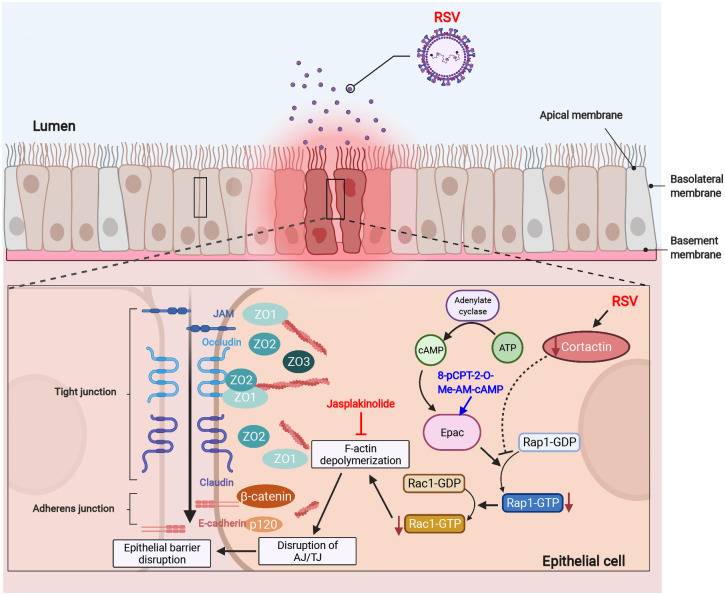 RSV
Lumen
Apical membrane
Basolateral
membrane
Basement
membrane
JAM
Occludin
ZO1
ZO2
ZO3
ZO2
ZO1
Tight junction
ZO2
ZO1
Claudin
Adherens junction
β-catenin
E-cadherin
p120
Epithelial barrier
disruption
Disruption of
AJ/TJ
Jasplakinolide
F-actin
depolymerization
Adenylate
cyclase
cAMP
ATP
8-pCPT-2-O-
Me-AM-cAMP
Epac
RSV
Cortactin
Rap1-GDP
Rac1-GDP
Rap1-GTP
Rac1-GTP
Epithelial cell